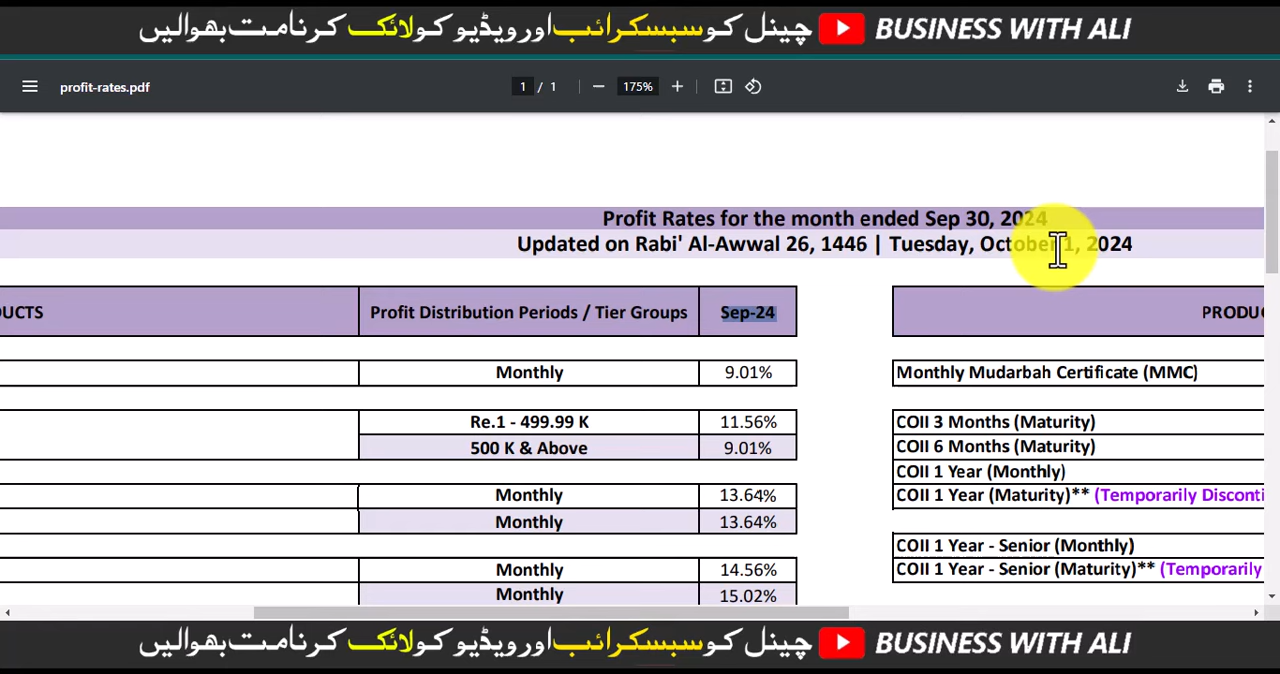 چینل کو سبسکرائب اور ویڈیو کو لائک کرنا مت بھولیں BUSINESS WITH ALI
profit-rates.pdf 1 / 1 175%
Profit Rates for the month ended Sep 30, 2024
Updated on Rabi' Al-Awwal 26, 1446 | Tuesday, October 1, 2024
UCTS Profit Distribution Periods / Tier Groups Sep-24 PRODU
Monthly 9.01% Monthly Mudarbah Certificate (MMC)
Re.1 - 499.99 K 11.56% COII 3 Months (Maturity)
500 K & Above 9.01% COII 6 Months (Maturity)
COII 1 Year (Monthly)
Monthly 13.64% COII 1 Year (Maturity)** (Temporarily Disconti
Monthly 13.64%
COII 1 Year - Senior (Monthly)
Monthly 14.56% COII 1 Year - Senior (Maturity)** (Temporarily
Monthly 15.02%
چینل کو سبسکرائب اور ویڈیو کو لائک کرنا مت بھولیں BUSINESS WITH ALI